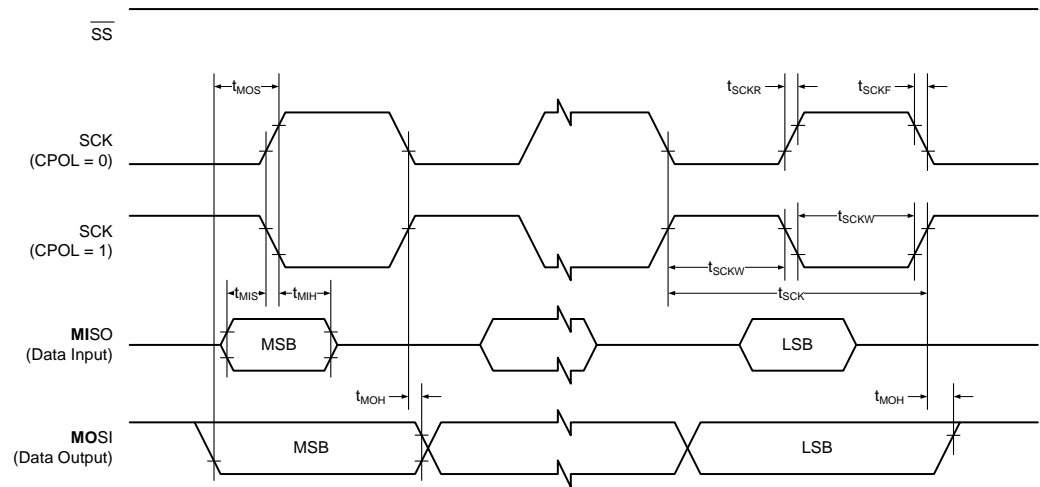 SS
tMOS
tSCKR
tSCKF
SCK
(CPOL = 0)
SCK
(CPOL = 1)
tSCKW
tSCKW
tSCK
tMIS
tMIH
MISO
(Data Input)
MSB
LSB
tMOH
tMOH
MOSI
(Data Output)
MSB
LSB